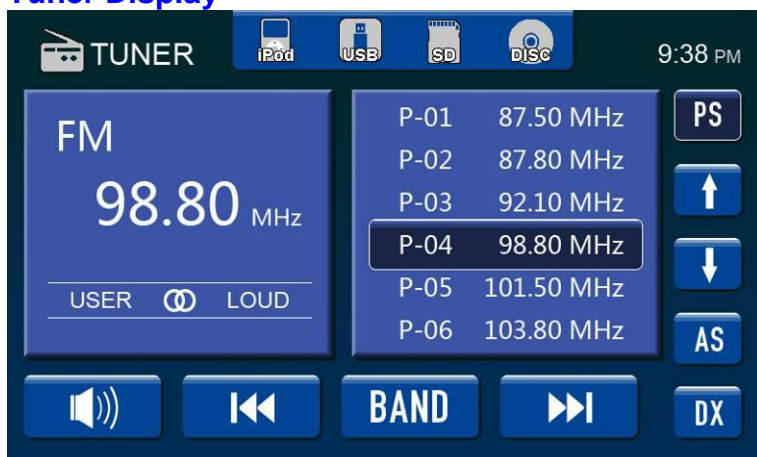 Tuner Display
TUNER
iPod
USB
SD
DISC
9:38 PM
FM
98.80 MHz
USER LOUD
P-01 87.50 MHz
P-02 87.80 MHz
P-03 92.10 MHz
P-04 98.80 MHz
P-05 101.50 MHz
P-06 103.80 MHz
PS
AS
BAND
DX